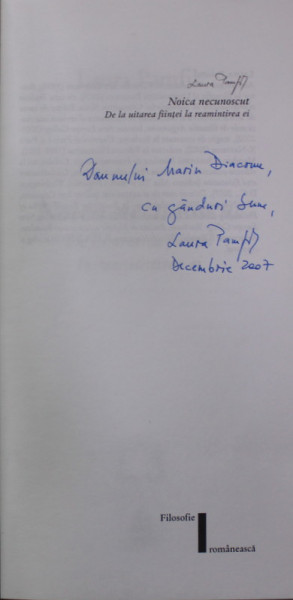 Laura Pamfil
Noica necunoscut
De la uitarea ființei la reamintirea ei
Domnului Marin Diaconu,
cu gânduri bune,
Laura Pamfil
Decembrie 2007
Filosofie
românească